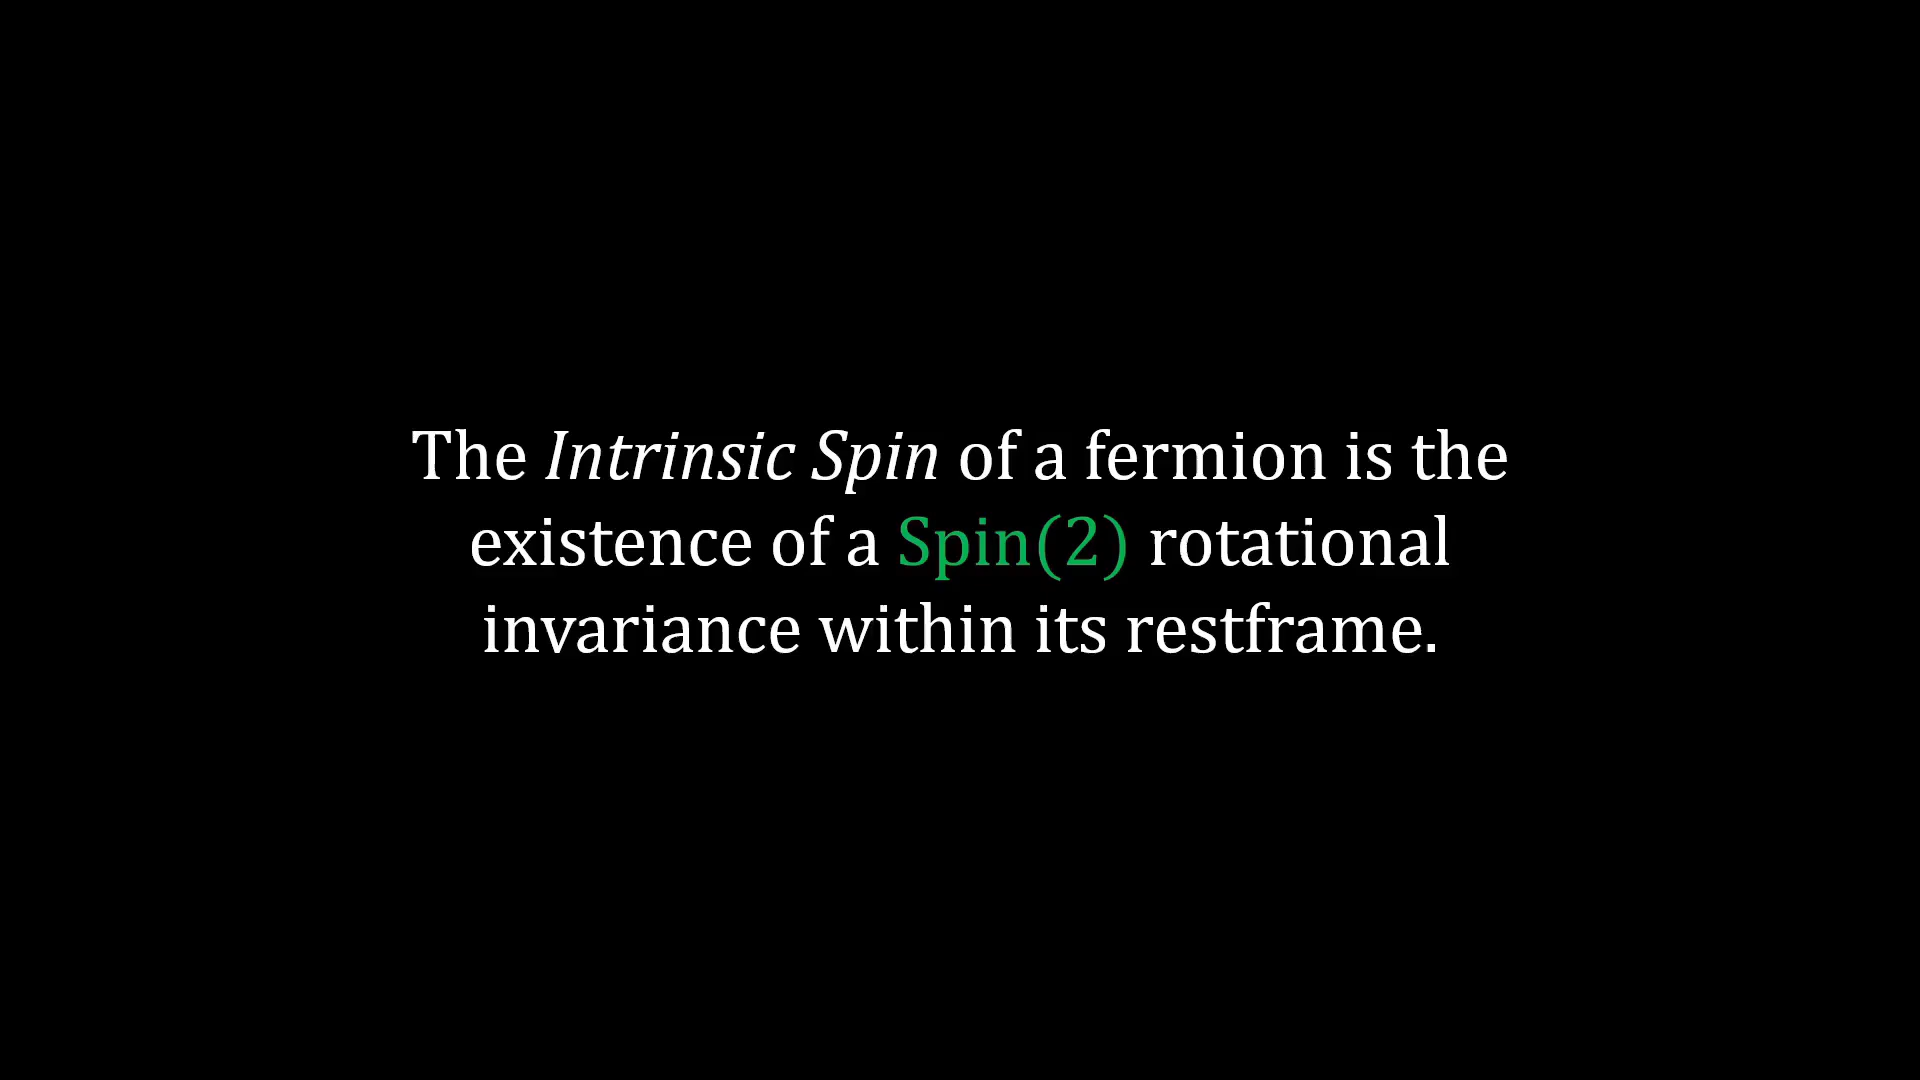 The Intrinsic Spin of a fermion is the
existence of a Spin(2) rotational
invariance within its restframe.